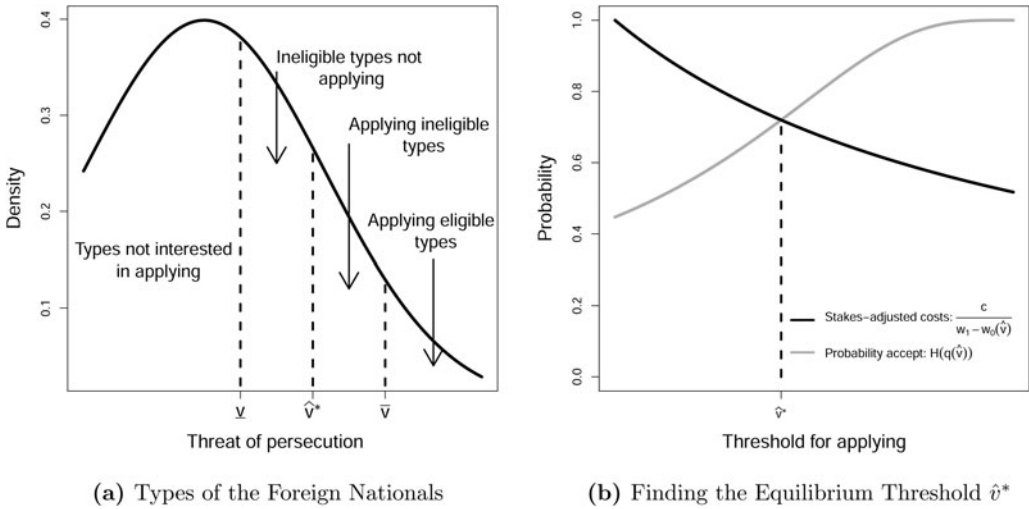 0.4
0.3
0.2
0.1
Density
Ineligible types not
applying
Applying ineligible
types
Applying eligible
types
Types not interested
in applying
v̲
v̂*
v̅
Threat of persecution
(a) Types of the Foreign Nationals
1.0
0.8
0.6
0.4
0.2
0.0
Probability
Stakes−adjusted costs: c / w₁−w₀(v̂)
Probability accept: H(q(v̂))
v̂*
Threshold for applying
(b) Finding the Equilibrium Threshold v̂*